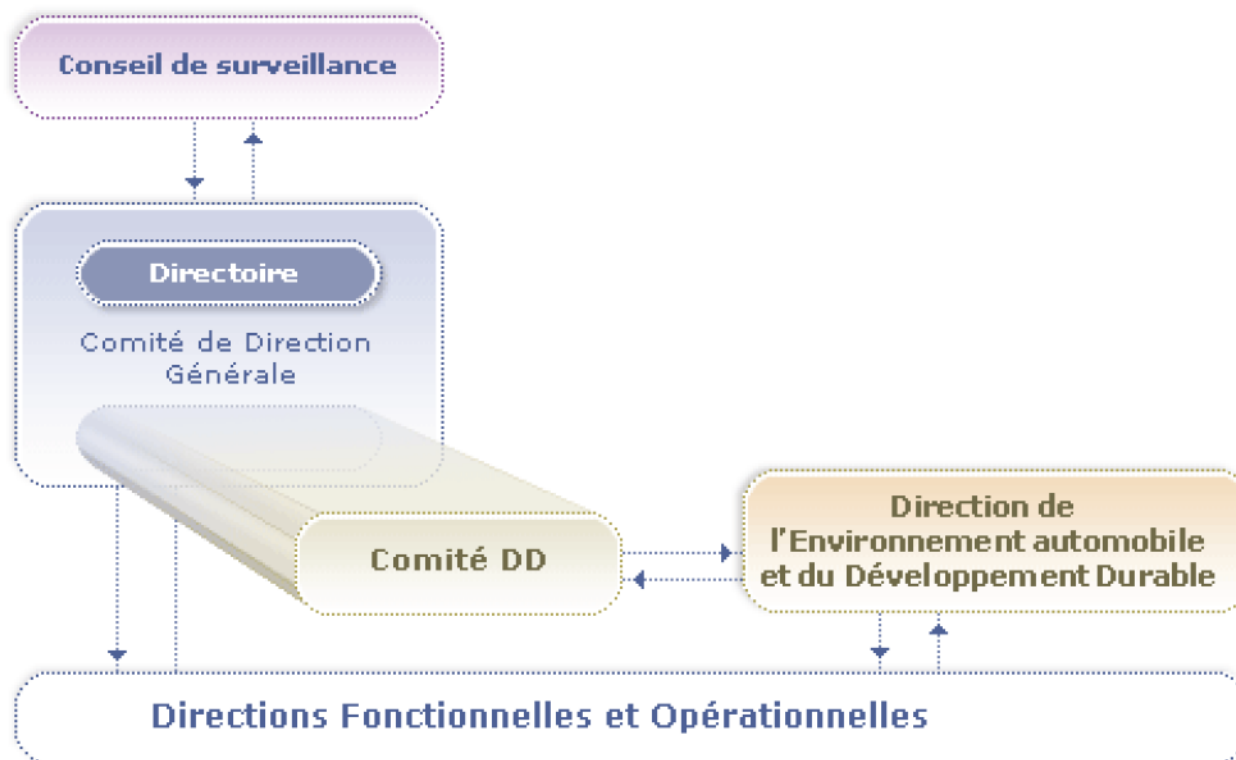 Conseil de surveillance
Directoire
Comité de Direction
Générale
Comité DD
Direction de
l'Environnement automobile
et du Développement Durable
Directions Fonctionnelles et Opérationnelles